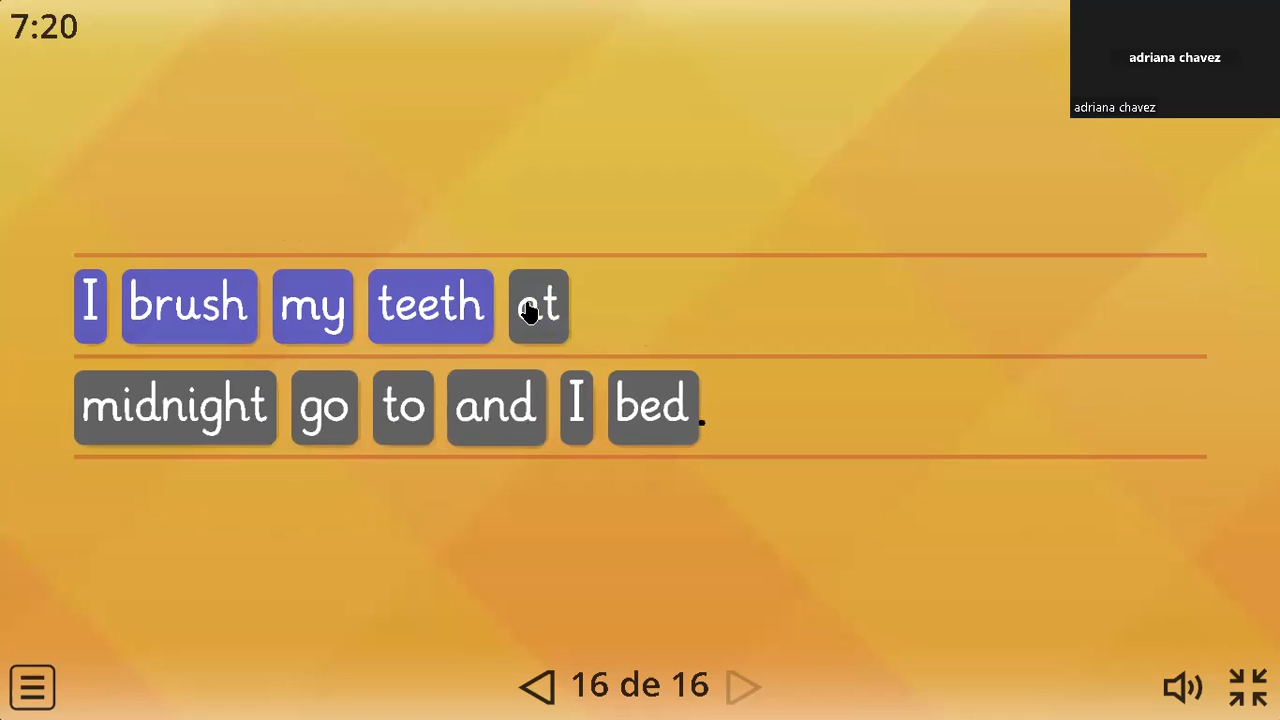 7:20
adriana chavez
adriana chavez
I brush my teeth at
midnight go to and I bed.
16 de 16